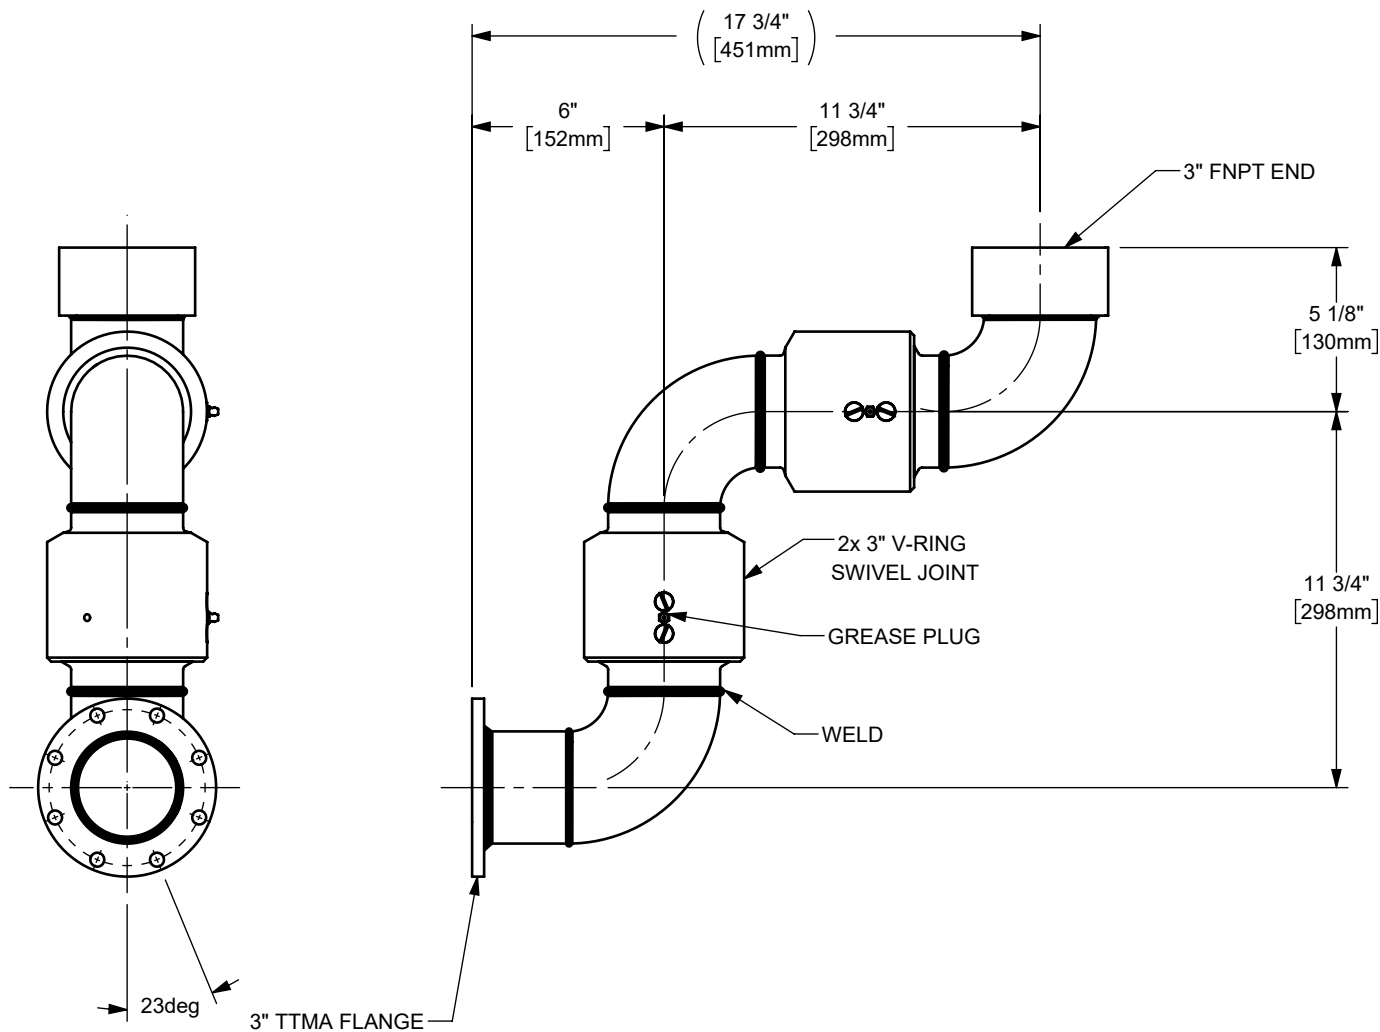 17 3/4"
[451mm]
6"
[152mm]
11 3/4"
[298mm]
3" FNPT END
5 1/8"
[130mm]
2x 3" V-RING
SWIVEL JOINT
11 3/4"
[298mm]
GREASE PLUG
WELD
23deg
3" TTMA FLANGE